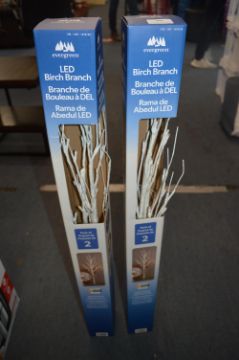 evergreen
LED
Birch Branch
Branche de
Bouleau à DEL
Rama de
Abedul LED
2
evergreen
LED
Birch Branch
Branche de
Bouleau à DEL
Rama de
Abedul LED
2